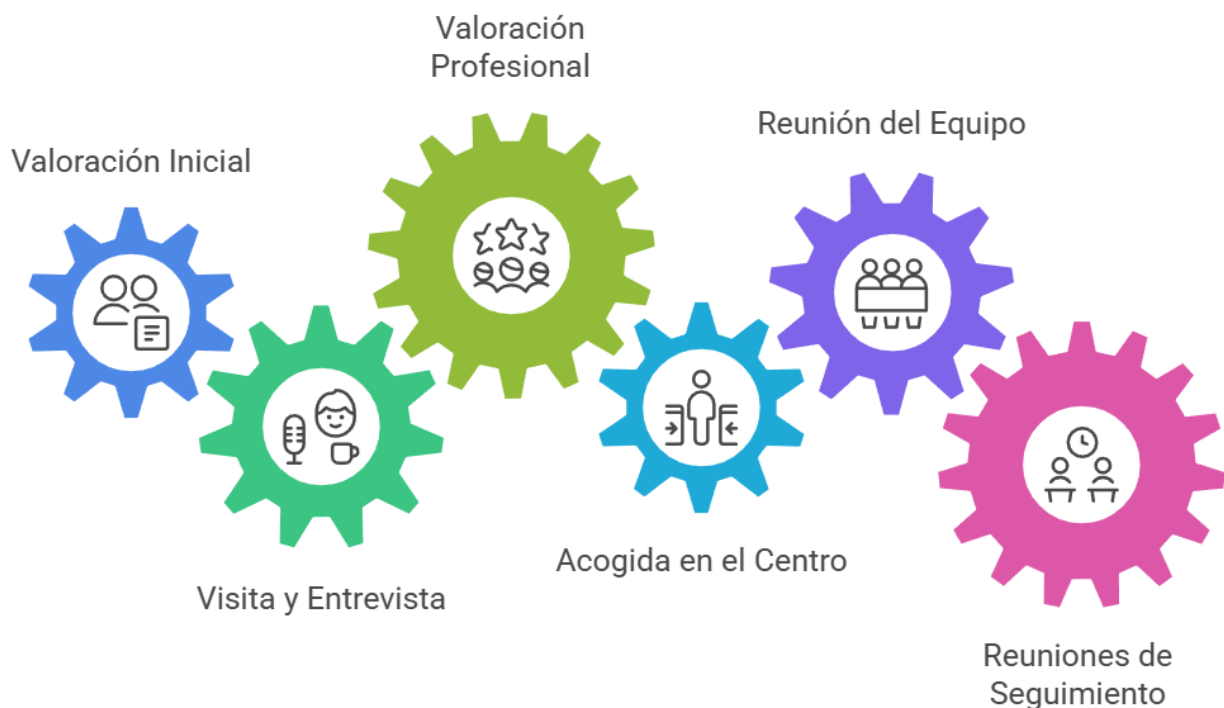 Valoración Inicial
Visita y Entrevista
Valoración
Profesional
Acogida en el Centro
Reunión del Equipo
Reuniones de
Seguimiento